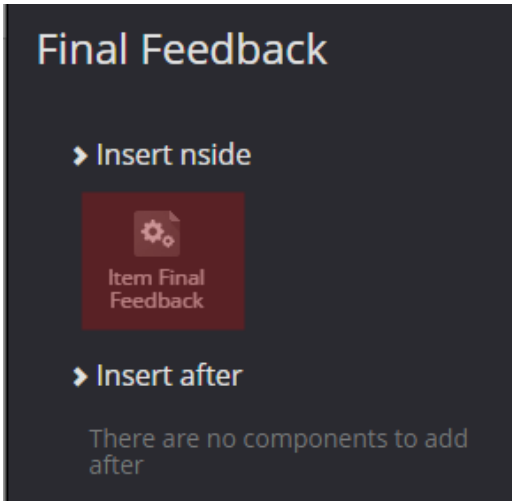 Final Feedback
Insert nside
Item Final
Feedback
Insert after
There are no components to add
after